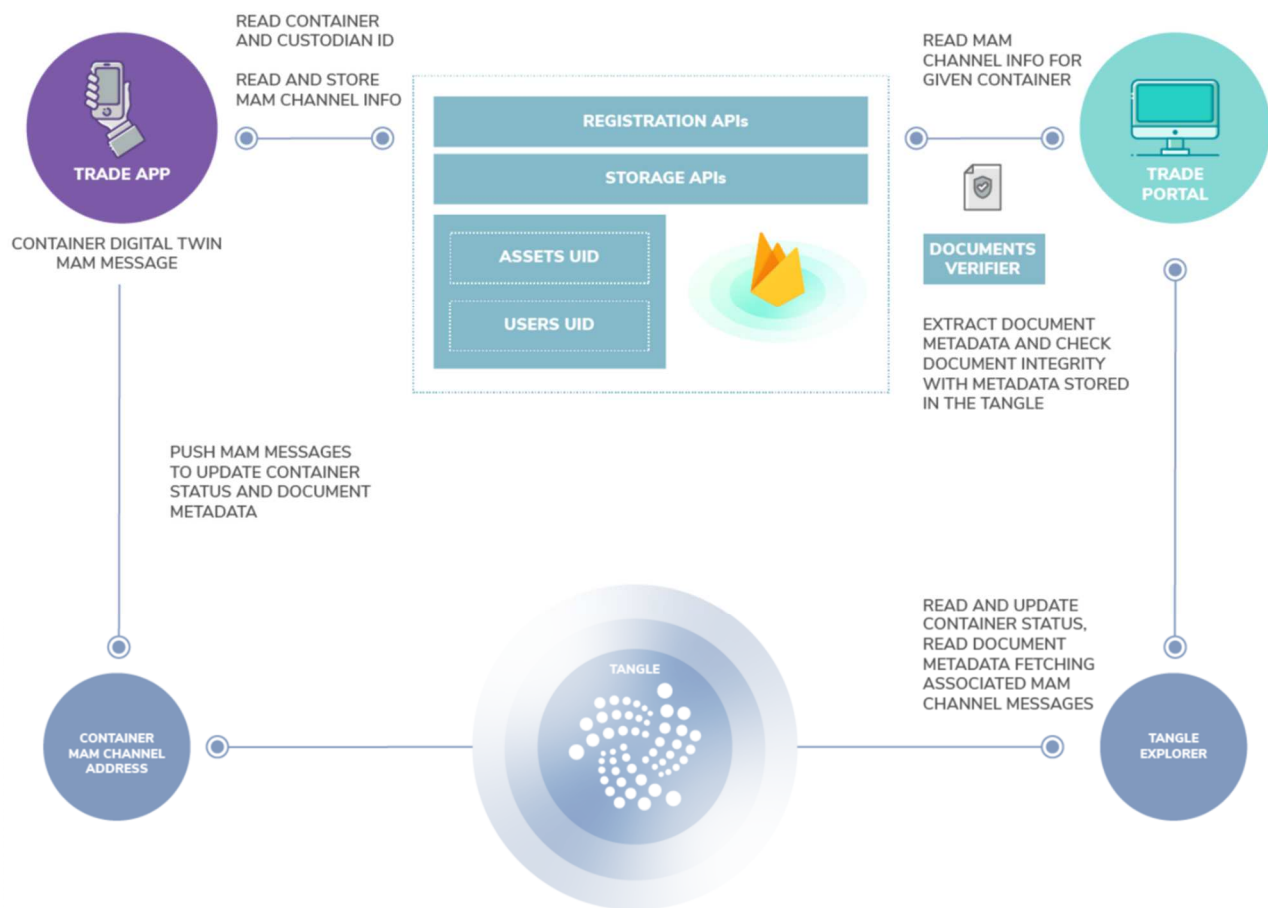 READ CONTAINER
AND CUSTODIAN ID
READ AND STORE
MAM CHANNEL INFO
TRADE APP
CONTAINER DIGITAL TWIN
MAM MESSAGE
REGISTRATION APIs
STORAGE APIs
ASSETS UID
USERS UID
READ MAM
CHANNEL INFO FOR
GIVEN CONTAINER
TRADE
PORTAL
DOCUMENTS
VERIFIER
EXTRACT DOCUMENT
METADATA AND CHECK
DOCUMENT INTEGRITY
WITH METADATA STORED
IN THE TANGLE
PUSH MAM MESSAGES
TO UPDATE CONTAINER
STATUS AND DOCUMENT
METADATA
READ AND UPDATE
CONTAINER STATUS,
READ DOCUMENT
METADATA FETCHING
ASSOCIATED MAM
CHANNEL MESSAGES
CONTAINER
MAM CHANNEL
ADDRESS
TANGLE
TANGLE
EXPLORER